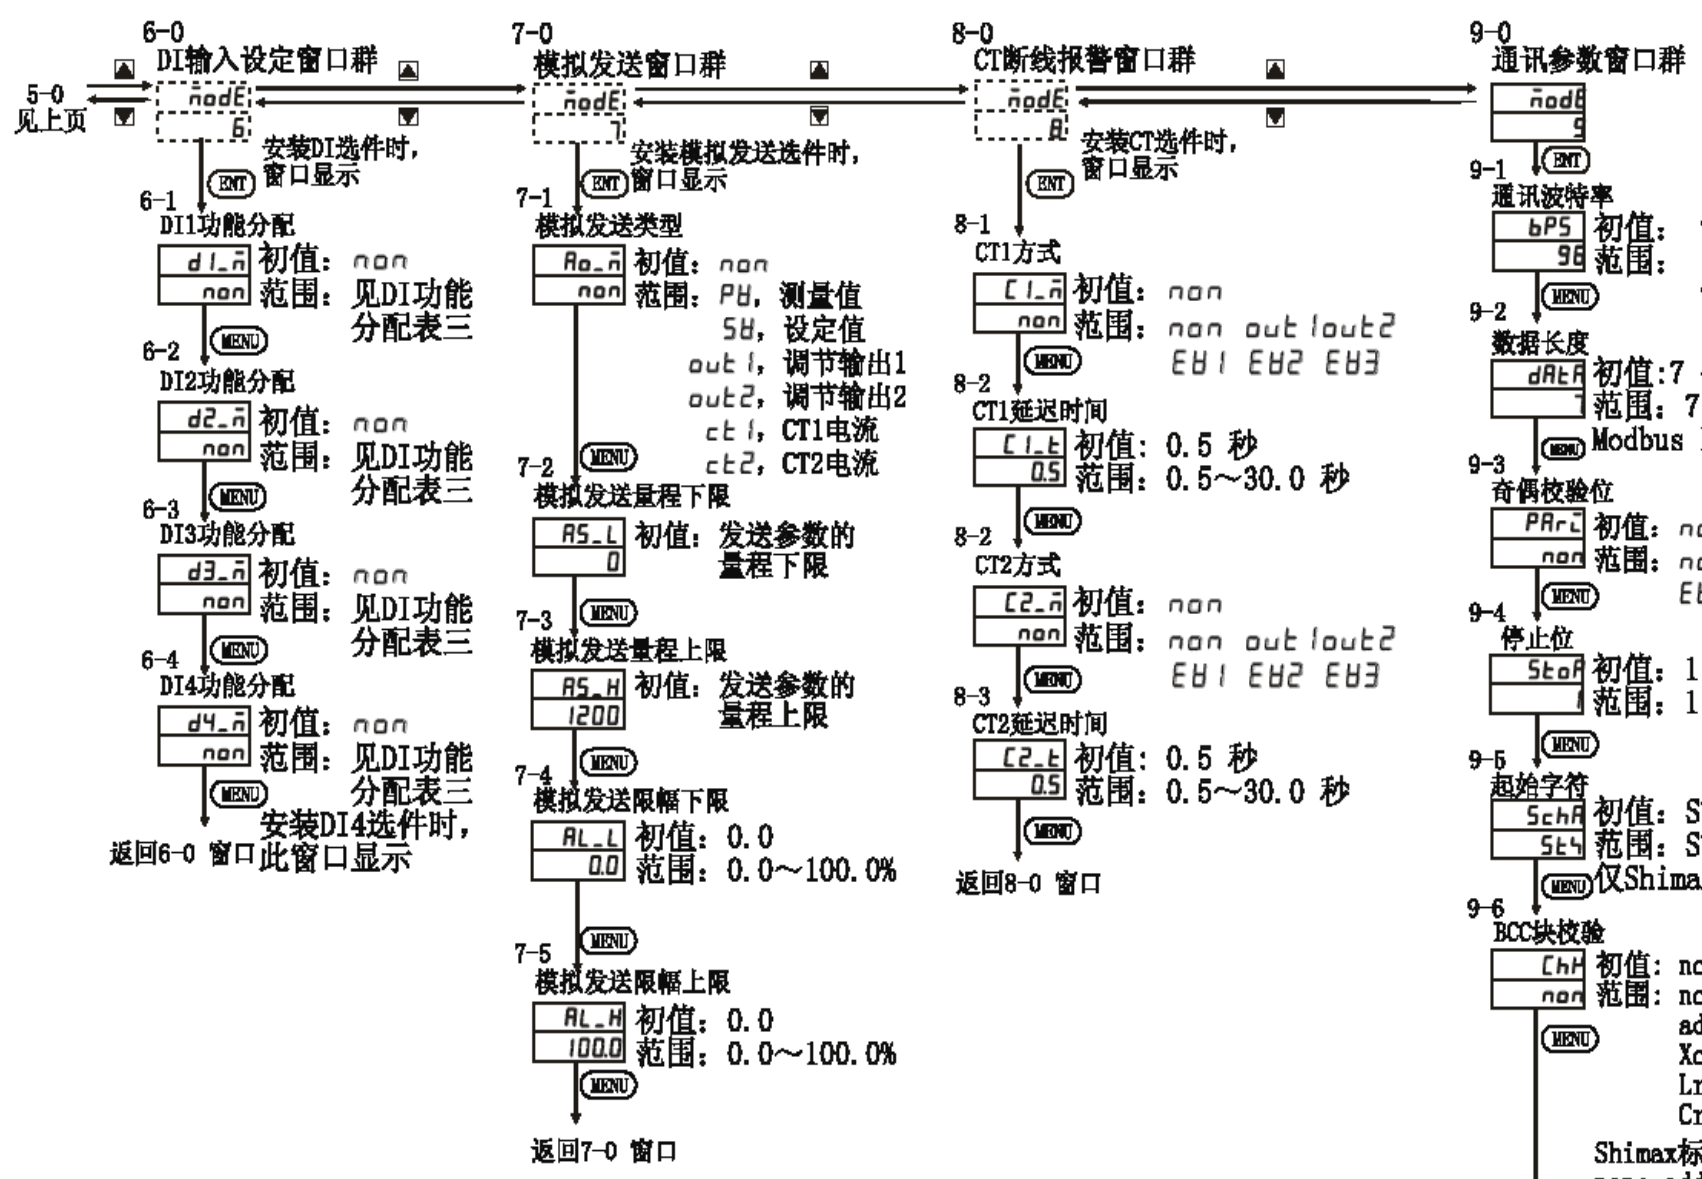 5-0
见上页
6-0
DI输入设定窗口群
modE
6
安装DI选件时,
窗口显示
ENT
6-1
DI1功能分配
d1_m
non
初值: non
范围: 见DI功能
分配表三
MENU
6-2
DI2功能分配
d2_m
non
初值: non
范围: 见DI功能
分配表三
MENU
6-3
DI3功能分配
d3_m
non
初值: non
范围: 见DI功能
分配表三
MENU
6-4
DI4功能分配
d4_m
non
初值: non
范围: 见DI功能
分配表三
MENU
安装DI4选件时,
此窗口显示
返回6-0 窗口
7-0
模拟发送窗口群
modE
7
安装模拟发送选件时,
窗口显示
ENT
7-1
模拟发送类型
Ao_m
non
初值: non
范围: PV, 测量值
SV, 设定值
out1, 调节输出1
out2, 调节输出2
ct1, CT1电流
ct2, CT2电流
MENU
7-2
模拟发送量程下限
AS_L
0
初值: 发送参数的
量程下限
MENU
7-3
模拟发送量程上限
AS_H
1200
初值: 发送参数的
量程上限
MENU
7-4
模拟发送限幅下限
AL_L
0.0
初值: 0.0
范围: 0.0~100.0%
MENU
7-5
模拟发送限幅上限
AL_H
100.0
初值: 0.0
范围: 0.0~100.0%
MENU
返回7-0 窗口
8-0
CT断线报警窗口群
modE
8
安装CT选件时,
窗口显示
ENT
8-1
CT1方式
C1_m
non
初值: non
范围: non out1out2
EV1 EV2 EV3
MENU
8-2
CT1延迟时间
C1_t
0.5
初值: 0.5 秒
范围: 0.5~30.0 秒
MENU
8-2
CT2方式
C2_m
non
初值: non
范围: non out1out2
EV1 EV2 EV3
MENU
8-3
CT2延迟时间
C2_t
0.5
初值: 0.5 秒
范围: 0.5~30.0 秒
MENU
返回8-0 窗口
9-0
通讯参数窗口群
modE
9
ENT
9-1
通讯波特率
bPS
96
初值:
范围:
MENU
9-2
数据长度
dAtA
7
初值:7
范围: 7
MENU
Modbus
9-3
奇偶校验位
PAri
non
初值:
范围:
MENU
9-4
停止位
StoP
1
初值: 1
范围: 1
MENU
9-5
起始字符
SchA
初值: S
范围: S
MENU
仅Shima
9-6
BCC块校验
ChK
non
初值:
范围:
MENU
Shimax标